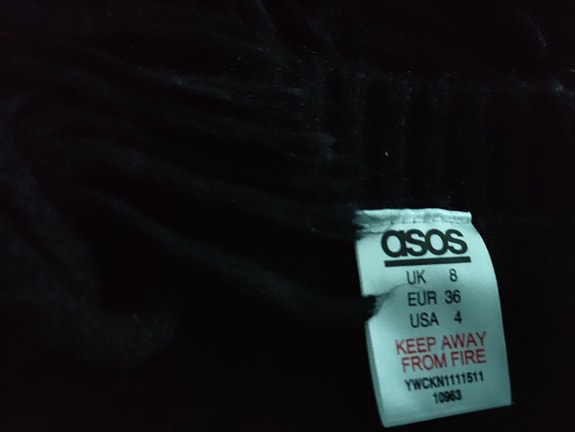 asos
UK 8
EUR 36
USA 4
KEEP AWAY
FROM FIRE
YWCKN1111511
10963